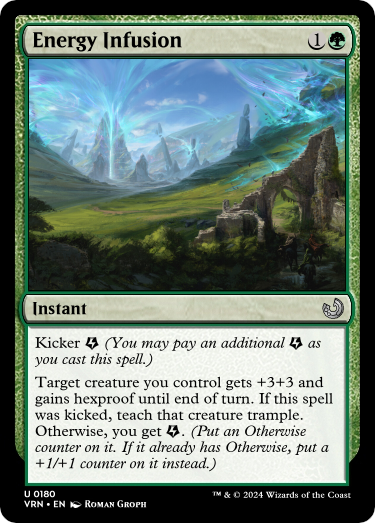 Energy Infusion 1
Instant
Kicker (You may pay an additional as
you cast this spell.)
Target creature you control gets +3+3 and
gains hexproof until end of turn. If this spell
was kicked, teach that creature trample.
Otherwise, you get . (Put an Otherwise
counter on it. If it already has Otherwise, put a
+1/+1 counter on it instead.)
U 0180
VRN • EN Roman Groph
™ & © 2024 Wizards of the Coast